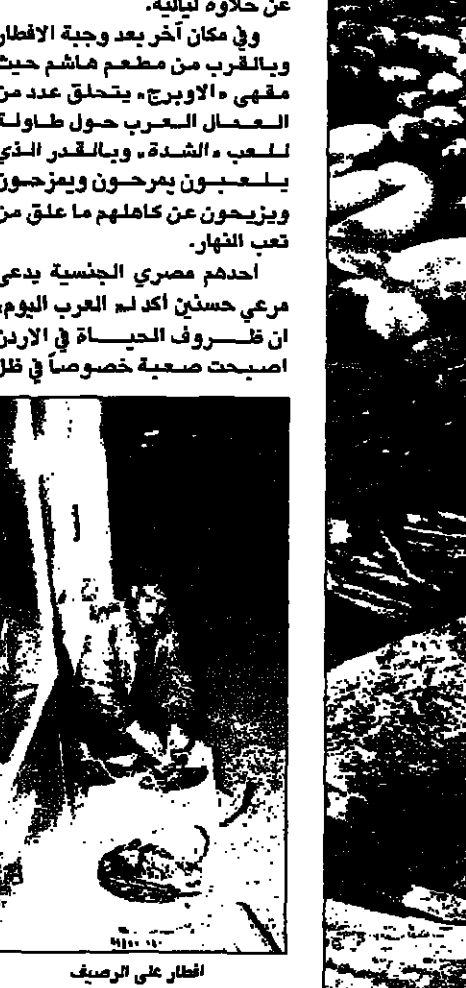 عن حلاوة لياليه.
وفي مكان آخر بعد وجبة الافطار
وبالقرب من مطعم هاشم حيث
مقهى «الاوبرج» يتحلق عدد من
العمال العرب حول طاولة
للعب «الشدة» وبالقدر الذي
يلعبون يمرحون ويمزحون
ويزيحون عن كاهلهم ما علق من
تعب النهار.
احدهم مصري الجنسية يدعى
مرعي حسنين أكد لـ«العرب اليوم»
ان ظروف الحياة في الاردن
اصبحت صعبة خصوصاً في ظل
افطار على الرصيف